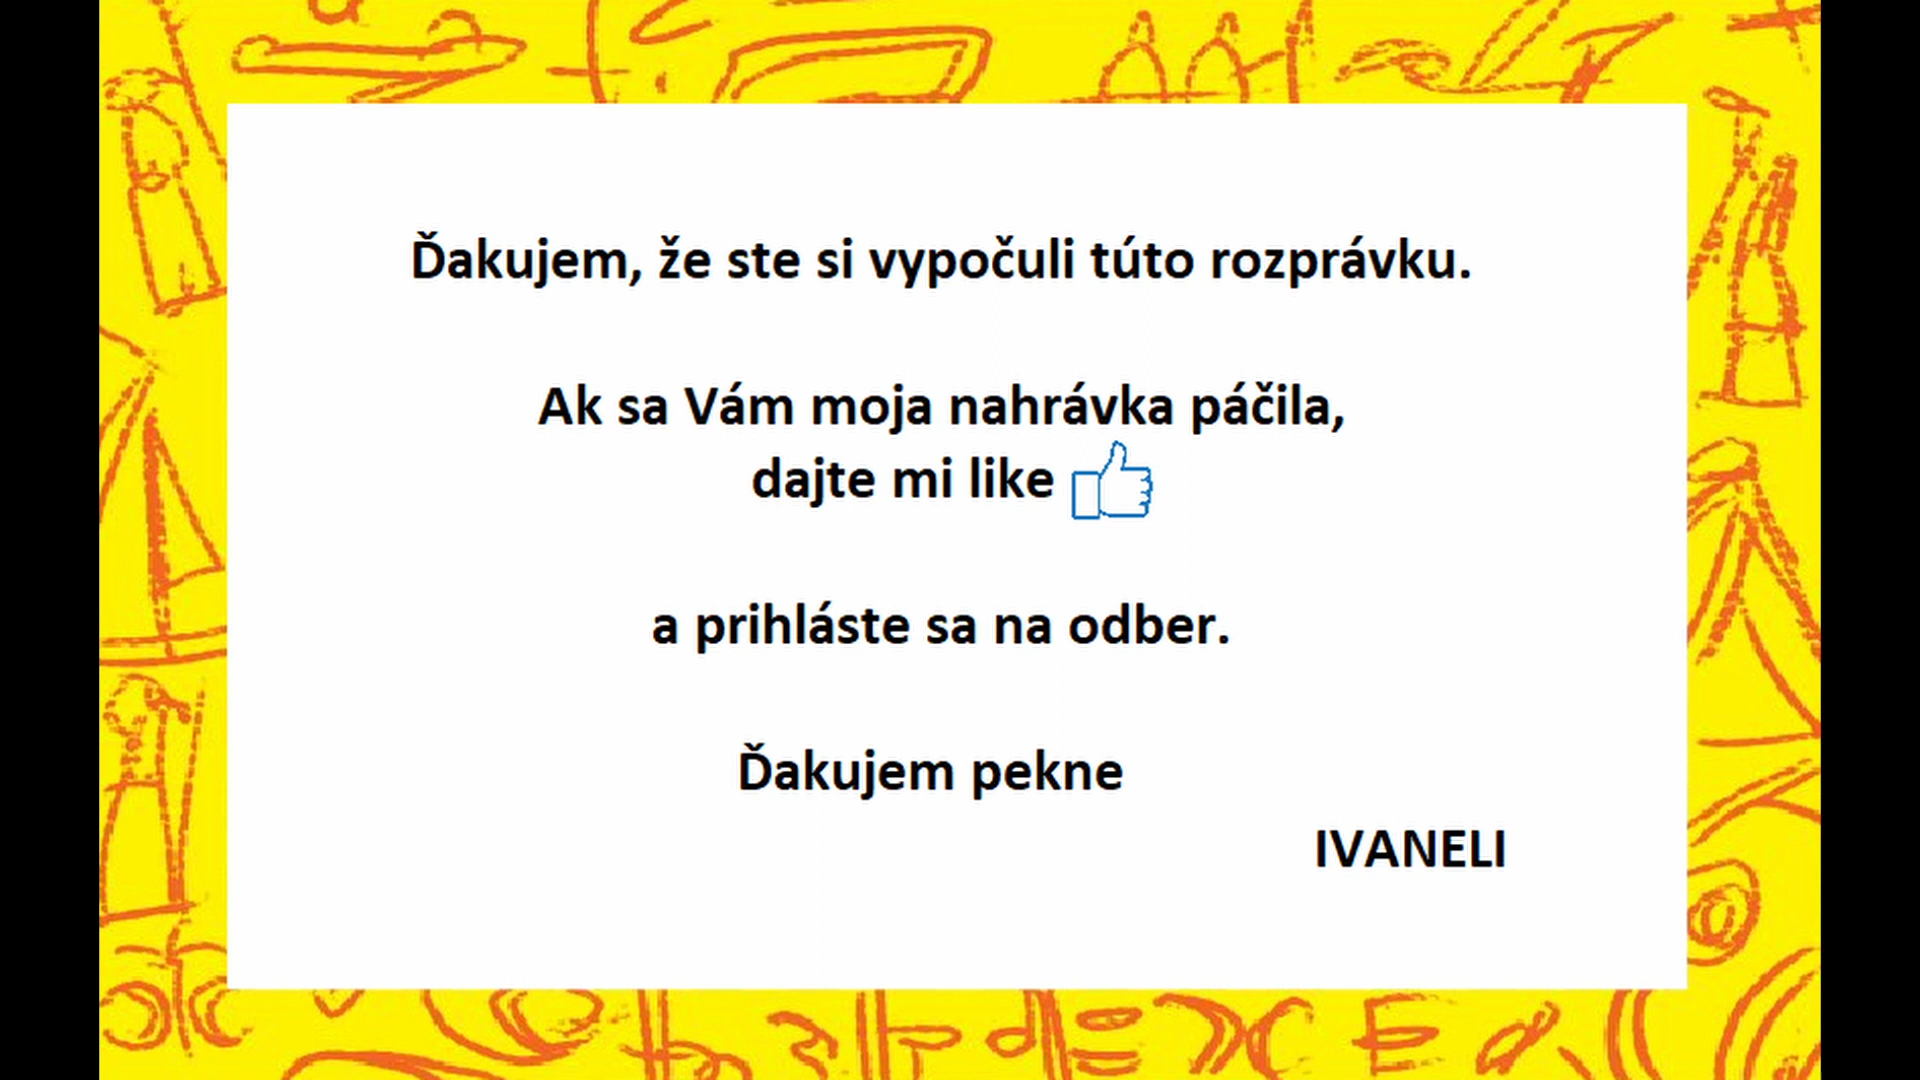 Ďakujem, že ste si vypočuli túto rozprávku.
Ak sa Vám moja nahrávka páčila,
dajte mi like
a prihláste sa na odber.
Ďakujem pekne
IVANELI